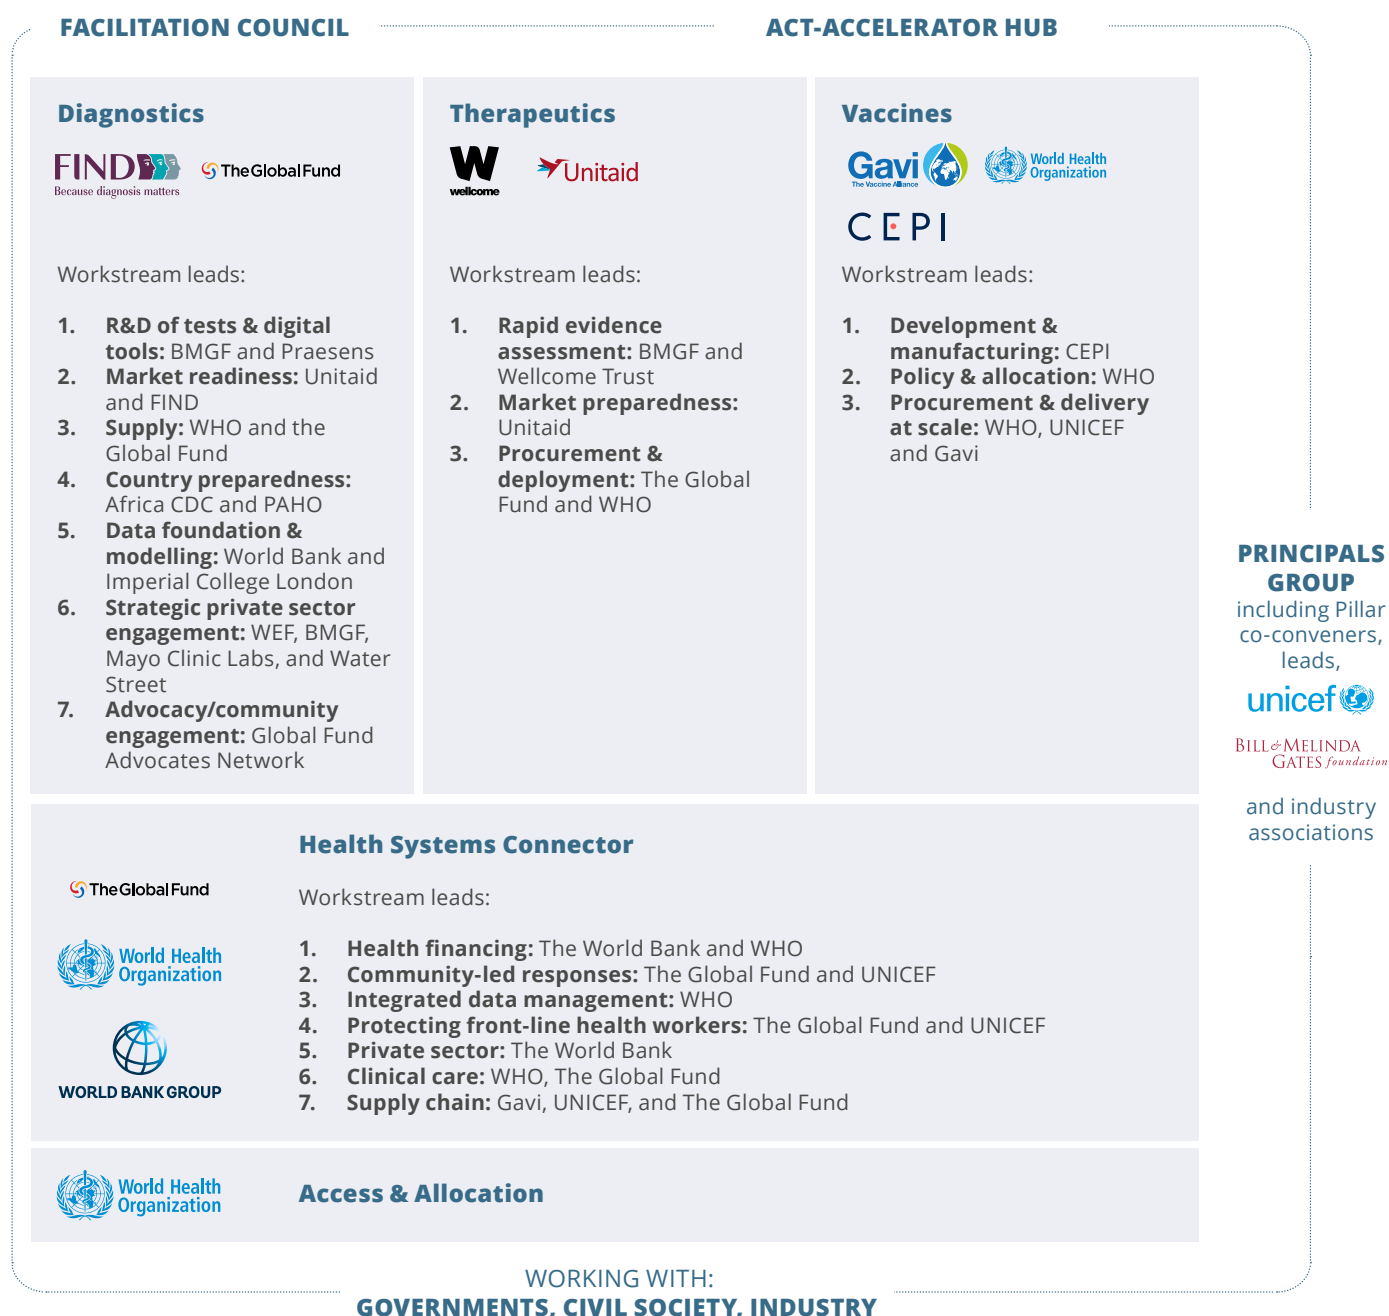 FACILITATION COUNCIL
ACT-ACCELERATOR HUB
Diagnostics
FIND
Because diagnosis matters
The Global Fund
Workstream leads:
1. R&D of tests & digital
tools: BMGF and Praesens
2. Market readiness: Unitaid
and FIND
3. Supply: WHO and the
Global Fund
4. Country preparedness:
Africa CDC and PAHO
5. Data foundation &
modelling: World Bank and
Imperial College London
6. Strategic private sector
engagement: WEF, BMGF,
Mayo Clinic Labs, and Water
Street
7. Advocacy/community
engagement: Global Fund
Advocates Network
Therapeutics
W
wellcome
Unitaid
Workstream leads:
1. Rapid evidence
assessment: BMGF and
Wellcome Trust
2. Market preparedness:
Unitaid
3. Procurement &
deployment: The Global
Fund and WHO
Vaccines
Gavi
The Vaccine Alliance
World Health
Organization
CEPI
Workstream leads:
1. Development &
manufacturing: CEPI
2. Policy & allocation: WHO
3. Procurement & delivery
at scale: WHO, UNICEF
and Gavi
PRINCIPALS
GROUP
including Pillar
co-conveners,
leads,
unicef
BILL & MELINDA
GATES foundation
and industry
associations
Health Systems Connector
The Global Fund
World Health
Organization
WORLD BANK GROUP
Workstream leads:
1. Health financing: The World Bank and WHO
2. Community-led responses: The Global Fund and UNICEF
3. Integrated data management: WHO
4. Protecting front-line health workers: The Global Fund and UNICEF
5. Private sector: The World Bank
6. Clinical care: WHO, The Global Fund
7. Supply chain: Gavi, UNICEF, and The Global Fund
World Health
Organization
Access & Allocation
WORKING WITH:
GOVERNMENTS, CIVIL SOCIETY, INDUSTRY